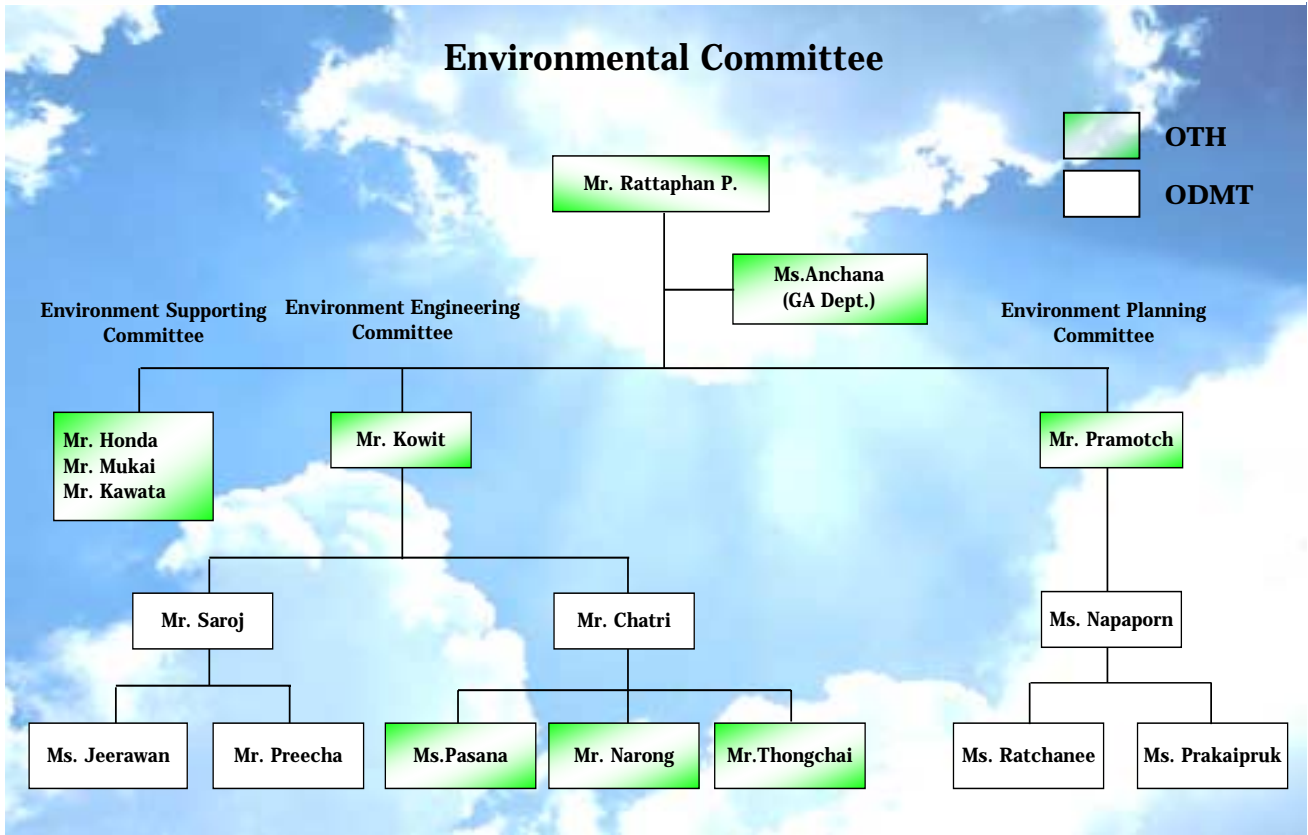 Environmental Committee
OTH
ODMT
Mr. Rattaphan P.
Ms.Anchana
(GA Dept.)
Environment Supporting
Committee
Environment Engineering
Committee
Environment Planning
Committee
Mr. Honda
Mr. Mukai
Mr. Kawata
Mr. Kowit
Mr. Pramotch
Mr. Saroj
Mr. Chatri
Ms. Napaporn
Ms. Jeerawan
Mr. Preecha
Ms.Pasana
Mr. Narong
Mr.Thongchai
Ms. Ratchanee
Ms. Prakaipruk